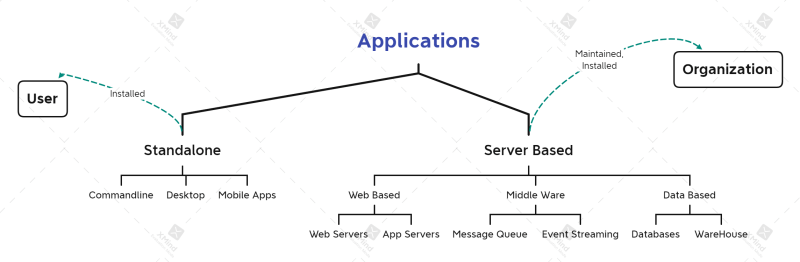 Applications
Maintained,
Installed
Organization
User
Installed
Standalone
Server Based
Commandline
Desktop
Mobile Apps
Web Based
Middle Ware
Data Based
Web Servers
App Servers
Message Queue
Event Streaming
Databases
WareHouse